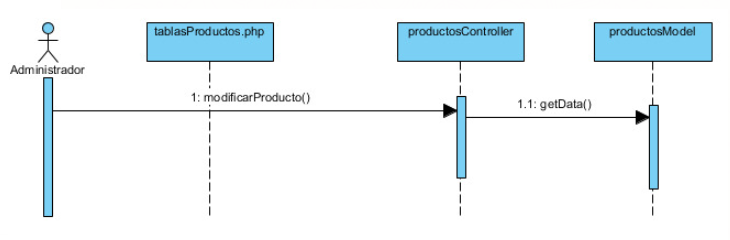 tablasProductos.php
productosController
productosModel
Administrador
1: modificarProducto()
1.1: getData()